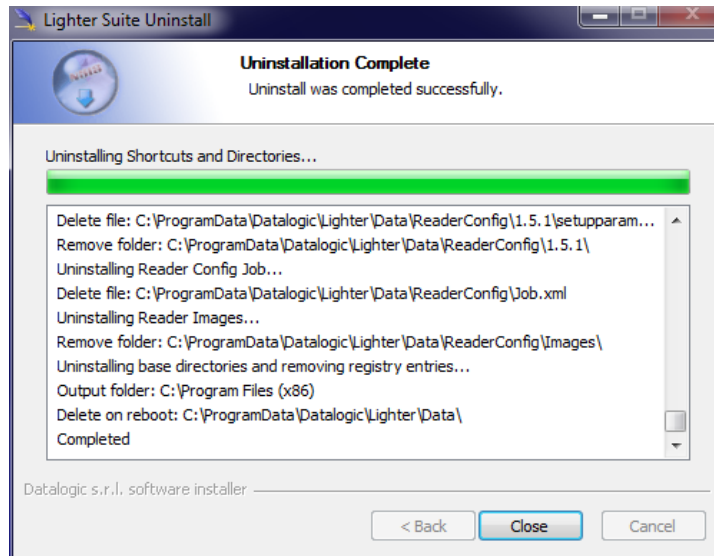 Lighter Suite Uninstall
Uninstallation Complete
Uninstall was completed successfully.
Uninstalling Shortcuts and Directories...
Delete file: C:\ProgramData\Datalogic\Lighter\Data\ReaderConfig\1.5.1\setupparam...
Remove folder: C:\ProgramData\Datalogic\Lighter\Data\ReaderConfig\1.5.1\
Uninstalling Reader Config Job...
Delete file: C:\ProgramData\Datalogic\Lighter\Data\ReaderConfig\Job.xml
Uninstalling Reader Images...
Remove folder: C:\ProgramData\Datalogic\Lighter\Data\ReaderConfig\Images\
Uninstalling base directories and removing registry entries...
Output folder: C:\Program Files (x86)
Delete on reboot: C:\ProgramData\Datalogic\Lighter\Data\
Completed
Datalogic s.r.l. software installer
< Back Close Cancel